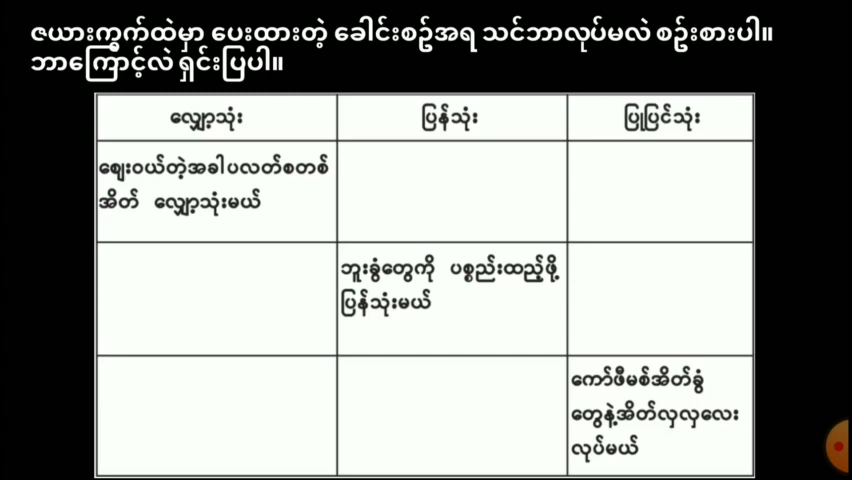 ဇယားကွက်ထဲမှာ ပေးထားတဲ့ ခေါင်းစဥ်အရ သင်ဘာလုပ်မလဲ စဥ်းစားပါ။
ဘာကြောင့်လဲ ရှင်းပြပါ။
လျှော့သုံး
ပြန်သုံး
ပြုပြင်သုံး
ဈေးဝယ်တဲ့အခါပလတ်စတစ်
အိတ် လျှော့သုံးမယ်
ဘူးခွံတွေကို ပစ္စည်းထည့်ဖို့
ပြန်သုံးမယ်
ကော်ဖီမစ်အိတ်ခွံ
တွေနဲ့အိတ်လှလှလေး
လုပ်မယ်